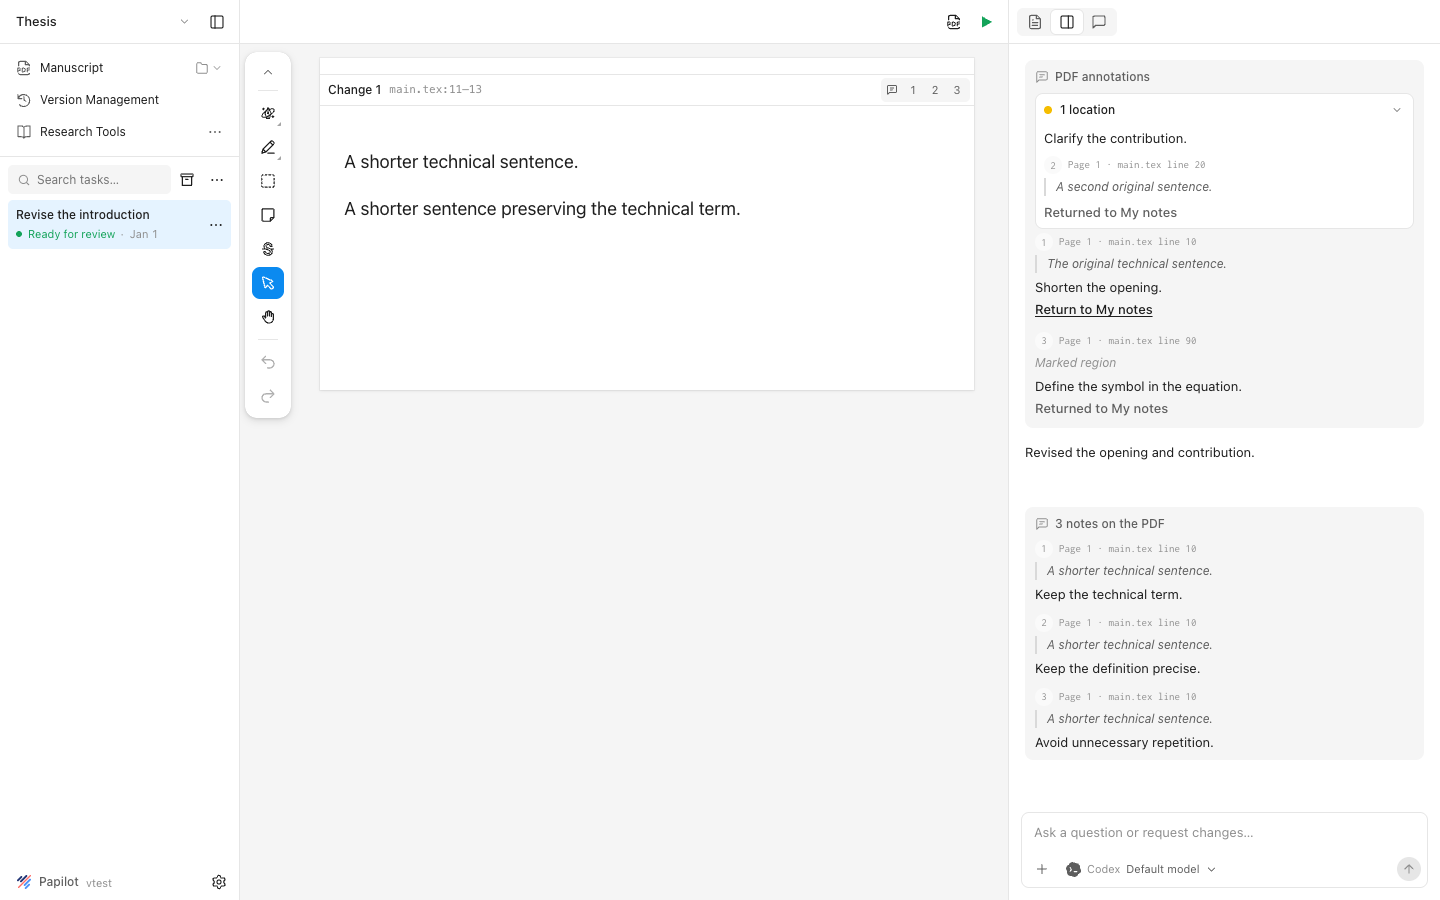 Thesis
Manuscript
Version Management
Research Tools
Search tasks...
Revise the introduction
Ready for review · Jan 1
Papilot vtest
PDF
Change 1 main.tex:11–13
1 2 3
A shorter technical sentence.
A shorter sentence preserving the technical term.
PDF annotations
1 location
Clarify the contribution.
2 Page 1 · main.tex line 20
A second original sentence.
Returned to My notes
1 Page 1 · main.tex line 10
The original technical sentence.
Shorten the opening.
Return to My notes
3 Page 1 · main.tex line 90
Marked region
Define the symbol in the equation.
Returned to My notes
Revised the opening and contribution.
3 notes on the PDF
1 Page 1 · main.tex line 10
A shorter technical sentence.
Keep the technical term.
2 Page 1 · main.tex line 10
A shorter technical sentence.
Keep the definition precise.
3 Page 1 · main.tex line 10
A shorter technical sentence.
Avoid unnecessary repetition.
Ask a question or request changes...
Codex Default model